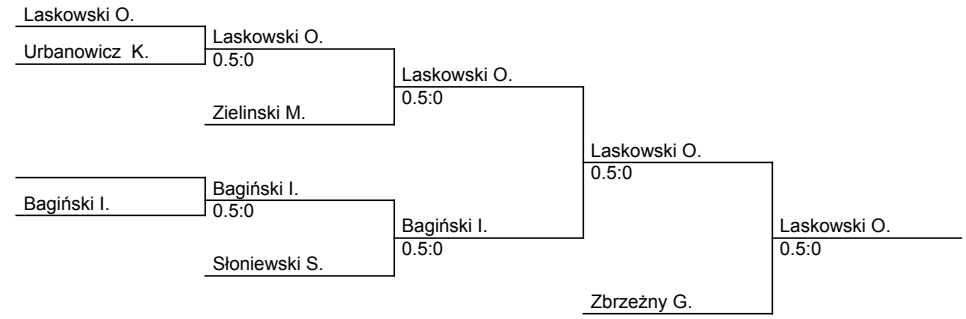 Laskowski O.
Urbanowicz K.
Laskowski O.
0.5:0
Zielinski M.
Laskowski O.
0.5:0
Bagiński I.
Bagiński I.
0.5:0
Słoniewski S.
Bagiński I.
0.5:0
Laskowski O.
0.5:0
Zbrzeżny G.
Laskowski O.
0.5:0